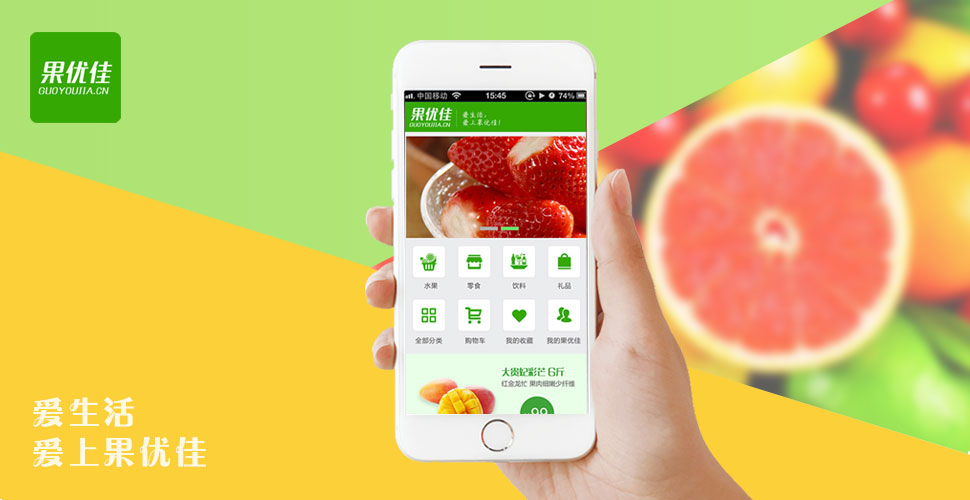 果优佳
GUOYOUJIA.CN
中国移动 15:45 74%
果优佳
GUOYOUJIA.CN
爱生活,
爱上果优佳!
水果 零食 饮料 礼品
全部分类 购物车 我的收藏 我的果优佳
大贵妃彩芒 6斤
红金龙忙 果肉细嫩少纤维
爱生活
爱上果优佳